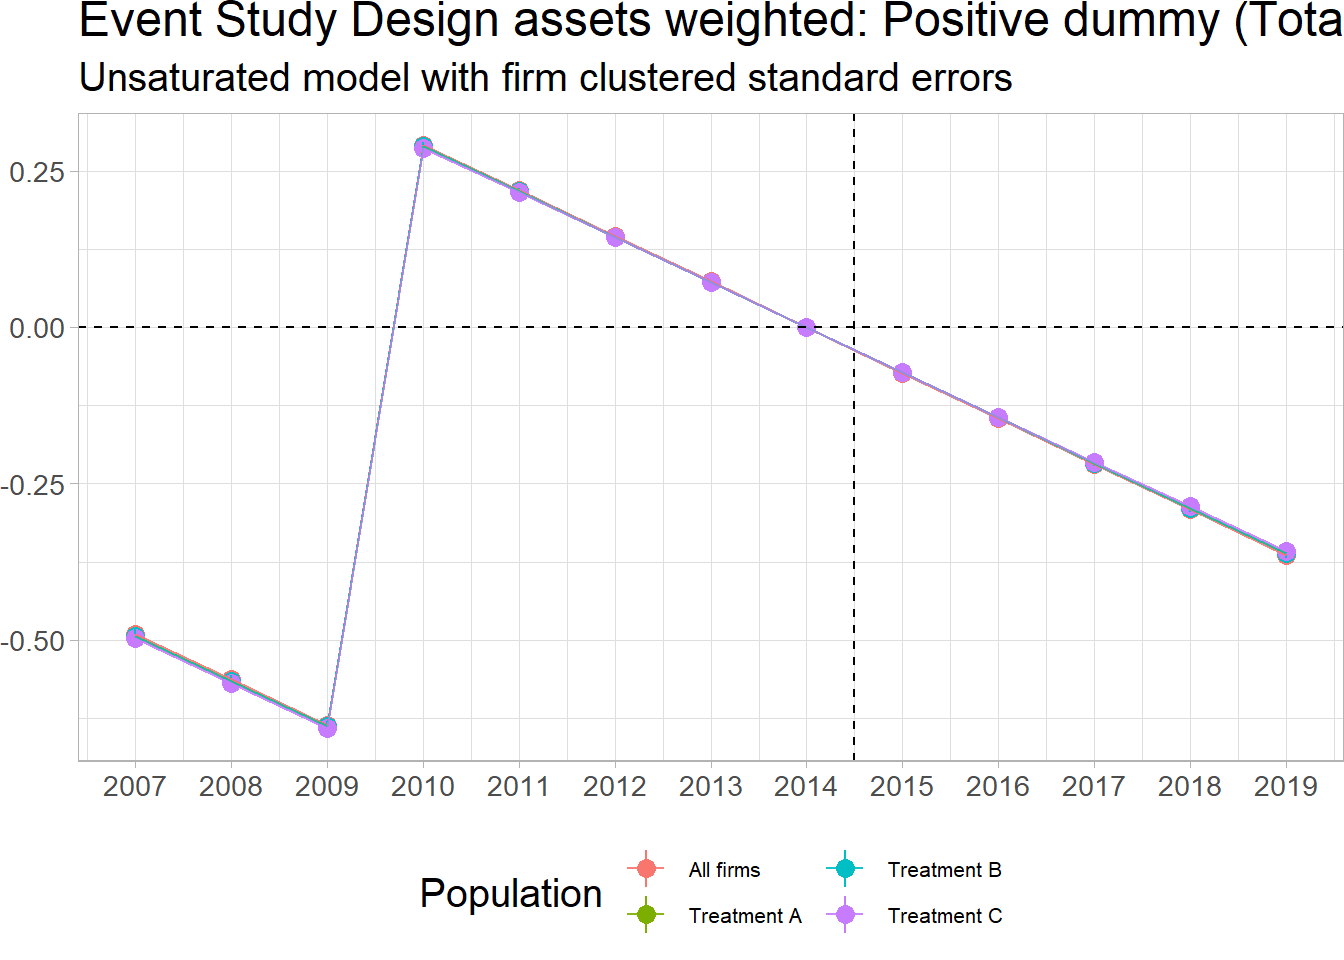 Event Study Design assets weighted: Positive dummy (Tota
Unsaturated model with firm clustered standard errors
0.25
0.00
-0.25
-0.50
2007 2008 2009 2010 2011 2012 2013 2014 2015 2016 2017 2018 2019
Population
All firms
Treatment B
Treatment A
Treatment C